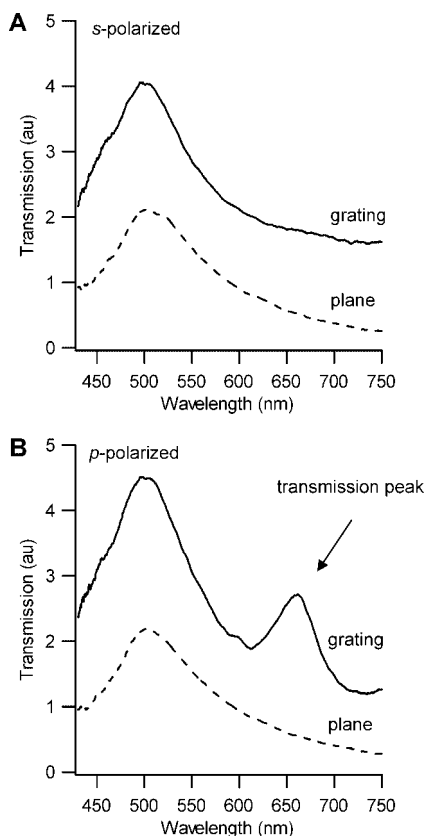 A
s-polarized
5
4
3
2
1
0
Transmission (au)
grating
plane
450 500 550 600 650 700 750
Wavelength (nm)
B
p-polarized
5
4
3
2
1
0
Transmission (au)
transmission peak
grating
plane
450 500 550 600 650 700 750
Wavelength (nm)